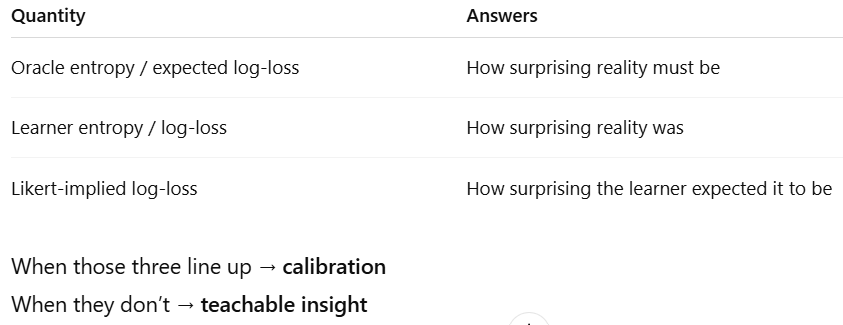 Quantity Answers
Oracle entropy / expected log-loss How surprising reality must be
Learner entropy / log-loss How surprising reality was
Likert-implied log-loss How surprising the learner expected it to be
When those three line up → calibration
When they don’t → teachable insight